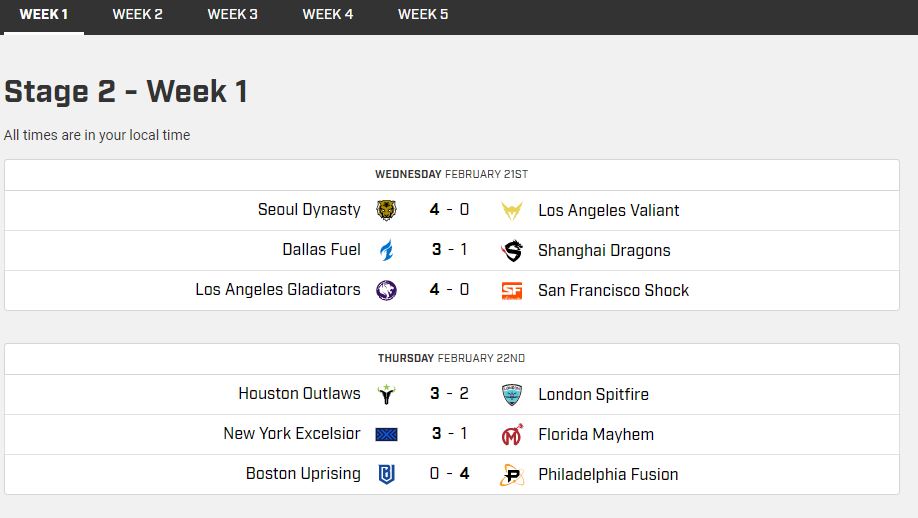 WEEK 1 WEEK 2 WEEK 3 WEEK 4 WEEK 5
Stage 2 - Week 1
All times are in your local time
WEDNESDAY FEBRUARY 21ST
Seoul Dynasty 4 - 0 Los Angeles Valiant
Dallas Fuel 3 - 1 Shanghai Dragons
Los Angeles Gladiators 4 - 0 SF San Francisco Shock
THURSDAY FEBRUARY 22ND
Houston Outlaws 3 - 2 London Spitfire
New York Excelsior 3 - 1 Florida Mayhem
Boston Uprising 0 - 4 Philadelphia Fusion